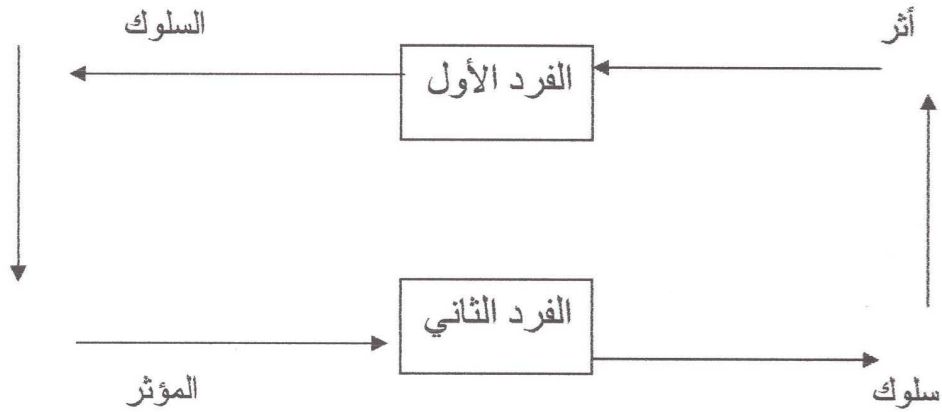 أثر
السلوك
الفرد الأول
الفرد الثاني
المؤثر
سلوك